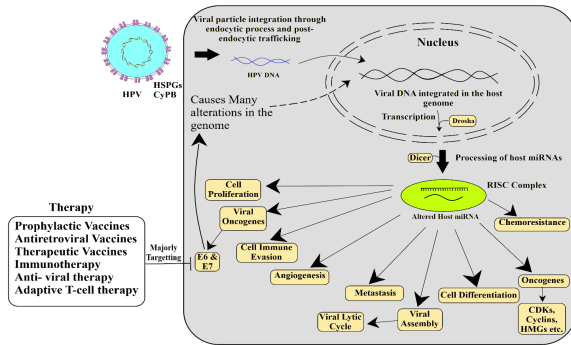 Viral particle integration through
endocytic process and post-
endocytic trafficking
HPV
HSPGs
CyPB
HPV DNA
Nucleus
Viral DNA integrated in the host
genome
Transcription
Drosha
Causes Many
alterations in the
genome
Dicer
Processing of host miRNAs
RISC Complex
Altered Host miRNA
Cell
Proliferation
Viral
Oncogenes
E6 &
E7
Cell Immune
Evasion
Angiogenesis
Metastasis
Viral Lytic
Cycle
Viral
Assembly
Cell Differentiation
Oncogenes
CDKs,
Cyclins,
HMGs etc.
Chemoresistance
Therapy
Prophylactic Vaccines
Antiretroviral Vaccines
Therapeutic Vaccines
Immunotherapy
Anti- viral therapy
Adaptive T-cell therapy
Majorly
Targetting